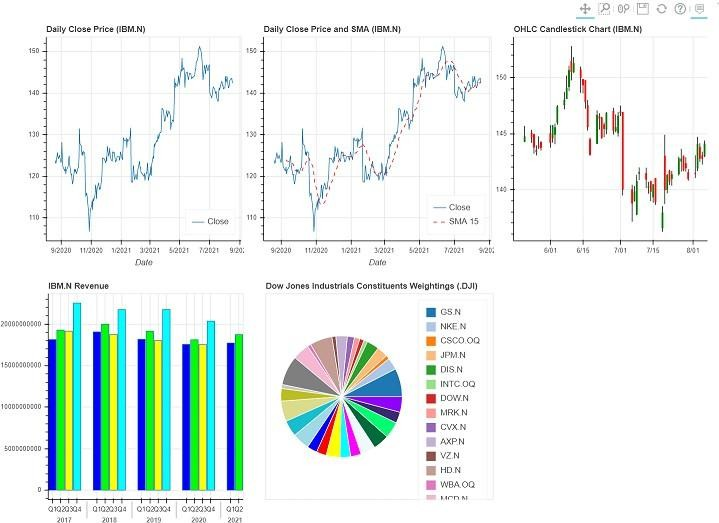 Daily Close Price (IBM.N)
150
140
130
120
110
Close
9/2020 11/2020 1/2021 3/2021 5/2021 7/2021 9/202
Date
Daily Close Price and SMA (IBM.N)
150
140
130
120
110
Close
SMA 15
9/2020 11/2020 1/2021 3/2021 5/2021 7/2021 9/202
Date
OHLC Candlestick Chart (IBM.N)
150
145
140
6/01 6/15 7/01 7/15 8/01
IBM.N Revenue
20000000000
15000000000
10000000000
5000000000
0
Q1Q2Q3Q4 Q1Q2Q3Q4 Q1Q2Q3Q4 Q1Q2Q3Q4 Q1Q2
2017 2018 2019 2020 2021
Dow Jones Industrials Constituents Weightings (.DJI)
GS.N
NKE.N
CSCO.OQ
JPM.N
DIS.N
INTC.OQ
DOW.N
MRK.N
CVX.N
AXP.N
VZ.N
HD.N
WBA.OQ
MCD.N